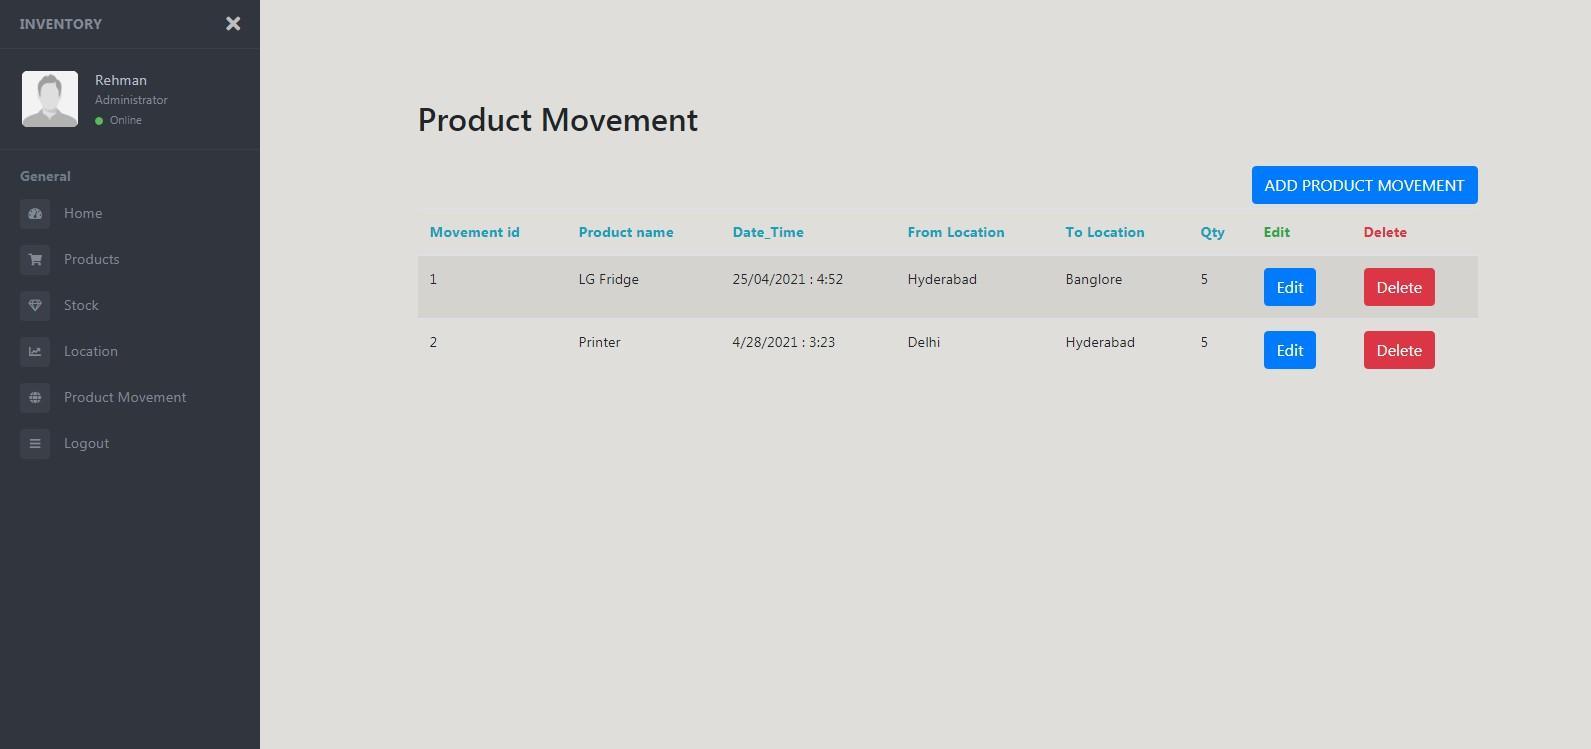 INVENTORY
Rehman
Administrator
Online
General
Home
Products
Stock
Location
Product Movement
Logout
Product Movement
ADD PRODUCT MOVEMENT
Movement id Product name Date_Time From Location To Location Qty Edit Delete
1 LG Fridge 25/04/2021 : 4:52 Hyderabad Banglore 5 Edit Delete
2 Printer 4/28/2021 : 3:23 Delhi Hyderabad 5 Edit Delete